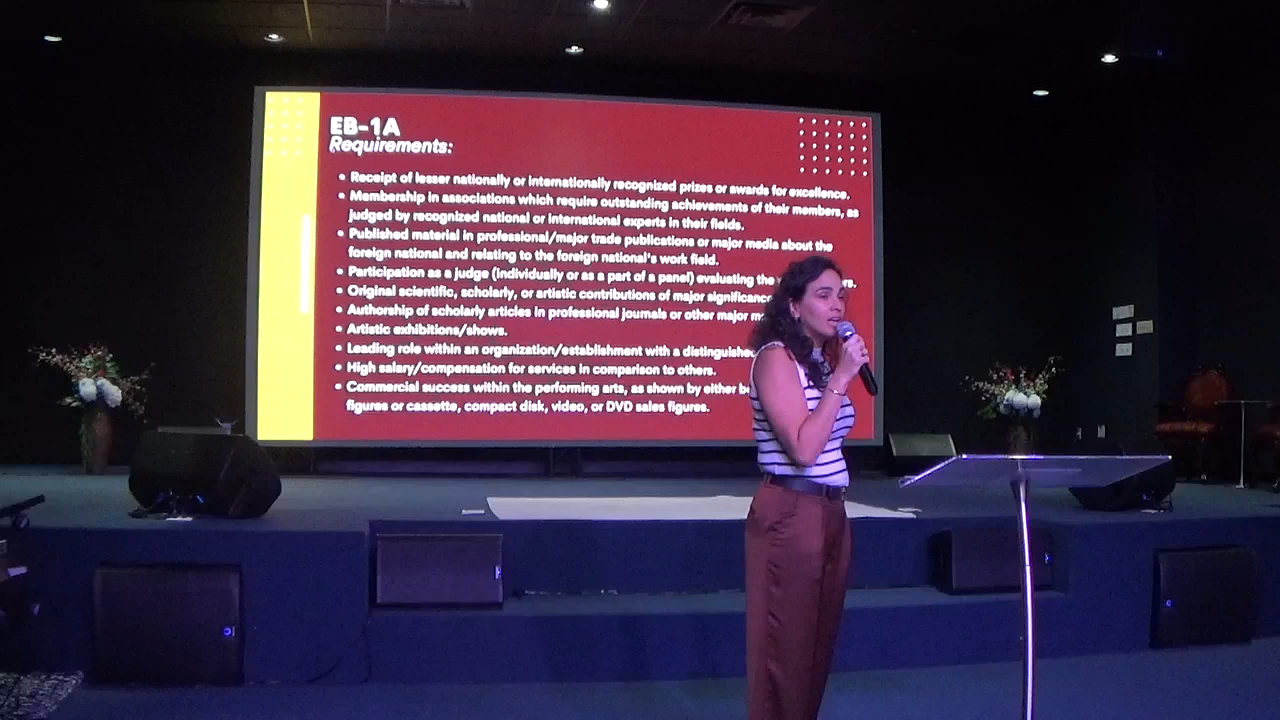 EB-1A
Requirements:
• Receipt of lesser nationally or internationally recognized prizes or awards for excellence.
• Membership in associations which require outstanding achievements of their members, as
judged by recognized national or international experts in their fields.
• Published material in professional/major trade publications or major media about the
foreign national and relating to the foreign national's work field.
• Participation as a judge (individually or as a part of a panel) evaluating the
• Original scientific, scholarly, or artistic contributions of major significance
• Authorship of scholarly articles in professional journals or other major
• Artistic exhibitions/shows.
• Leading role within an organization/establishment with a distinguished
• High salary/compensation for services in comparison to others.
• Commercial success within the performing arts, as shown by either
figures or cassette, compact disk, video, or DVD sales figures.